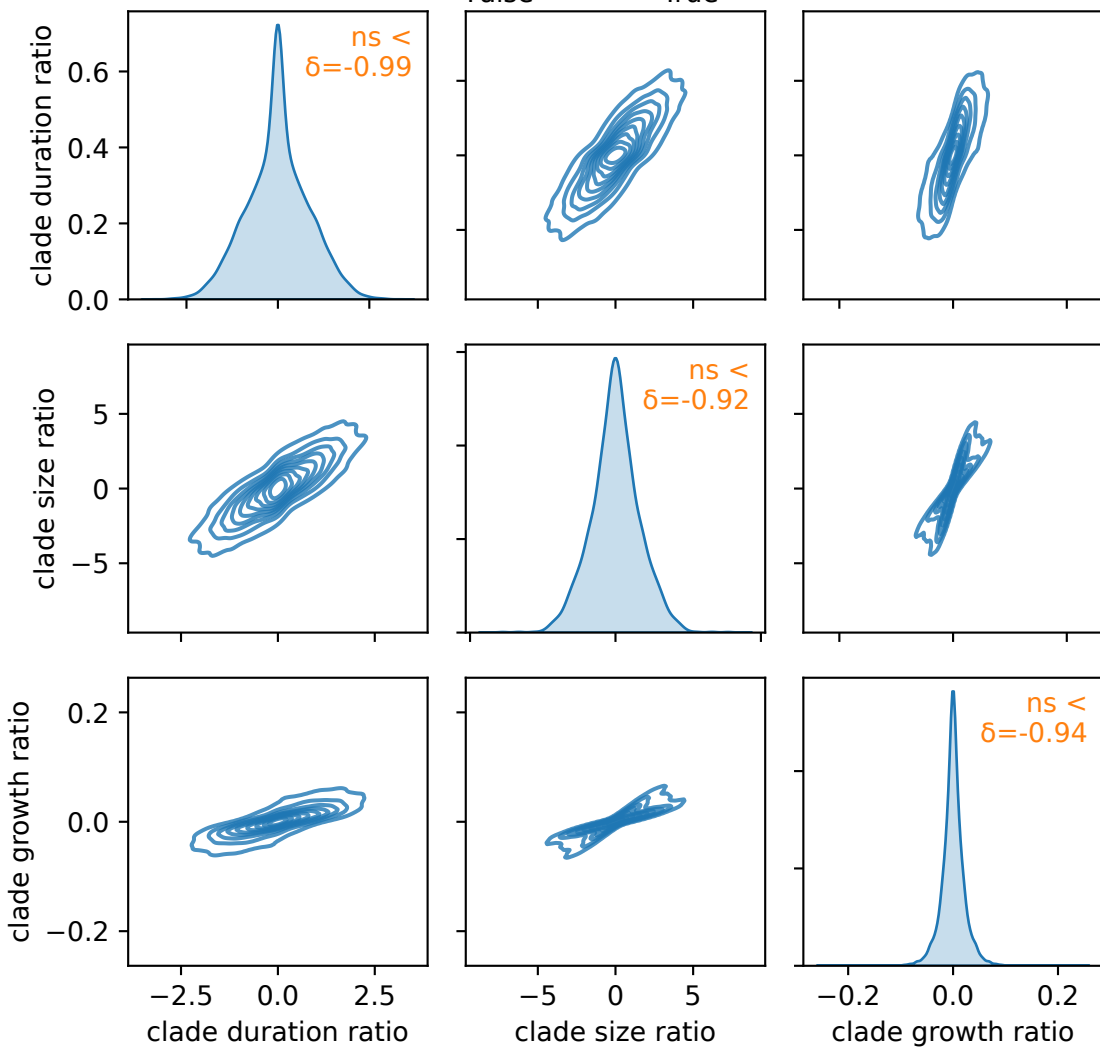 clade duration ratio
0.6
0.4
0.2
0.0
ns <
δ=-0.99
clade size ratio
5
0
−5
ns <
δ=-0.92
clade growth ratio
0.2
0.0
−0.2
ns <
δ=-0.94
−2.5 0.0 2.5
clade duration ratio
−5 0 5
clade size ratio
−0.2 0.0 0.2
clade growth ratio